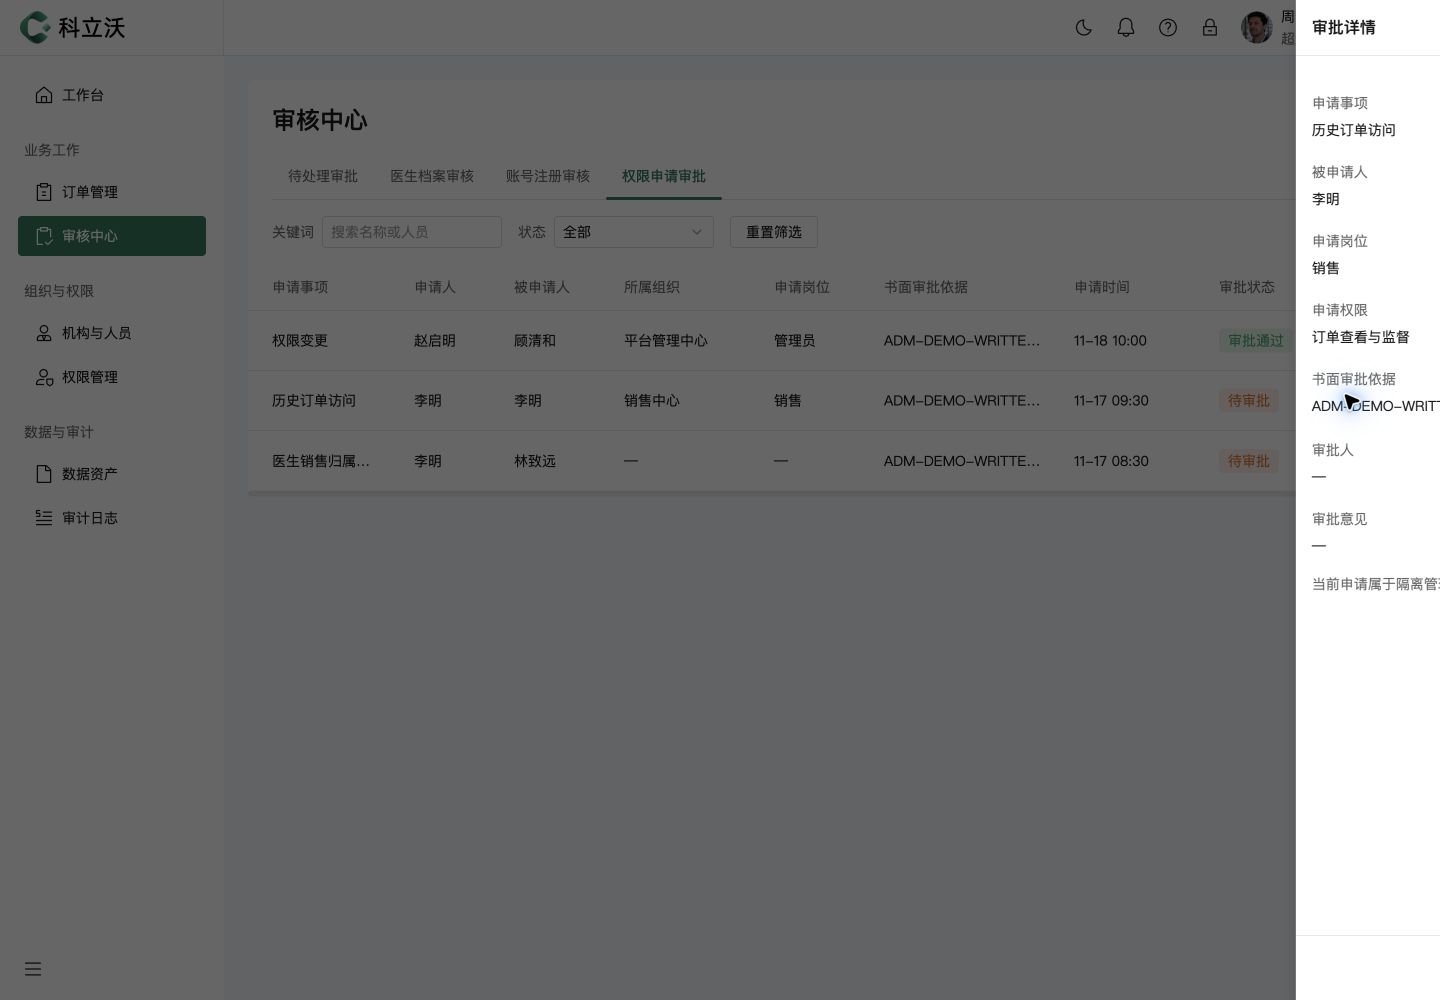 科立沃
周
超
工作台
业务工作
订单管理
审核中心
组织与权限
机构与人员
权限管理
数据与审计
数据资产
审计日志
审核中心
待处理审批 医生档案审核 账号注册审核 权限申请审批
关键词 搜索名称或人员 状态 全部 重置筛选
申请事项 申请人 被申请人 所属组织 申请岗位 书面审批依据 申请时间 审批状态
权限变更 赵启明 顾清和 平台管理中心 管理员 ADM-DEMO-WRITTE... 11-18 10:00 审批通过
历史订单访问 李明 李明 销售中心 销售 ADM-DEMO-WRITTE... 11-17 09:30 待审批
医生销售归属... 李明 林致远 — — ADM-DEMO-WRITTE... 11-17 08:30 待审批
审批详情
申请事项
历史订单访问
被申请人
李明
申请岗位
销售
申请权限
订单查看与监督
书面审批依据
ADM-DEMO-WRITT
审批人
—
审批意见
—
当前申请属于隔离管